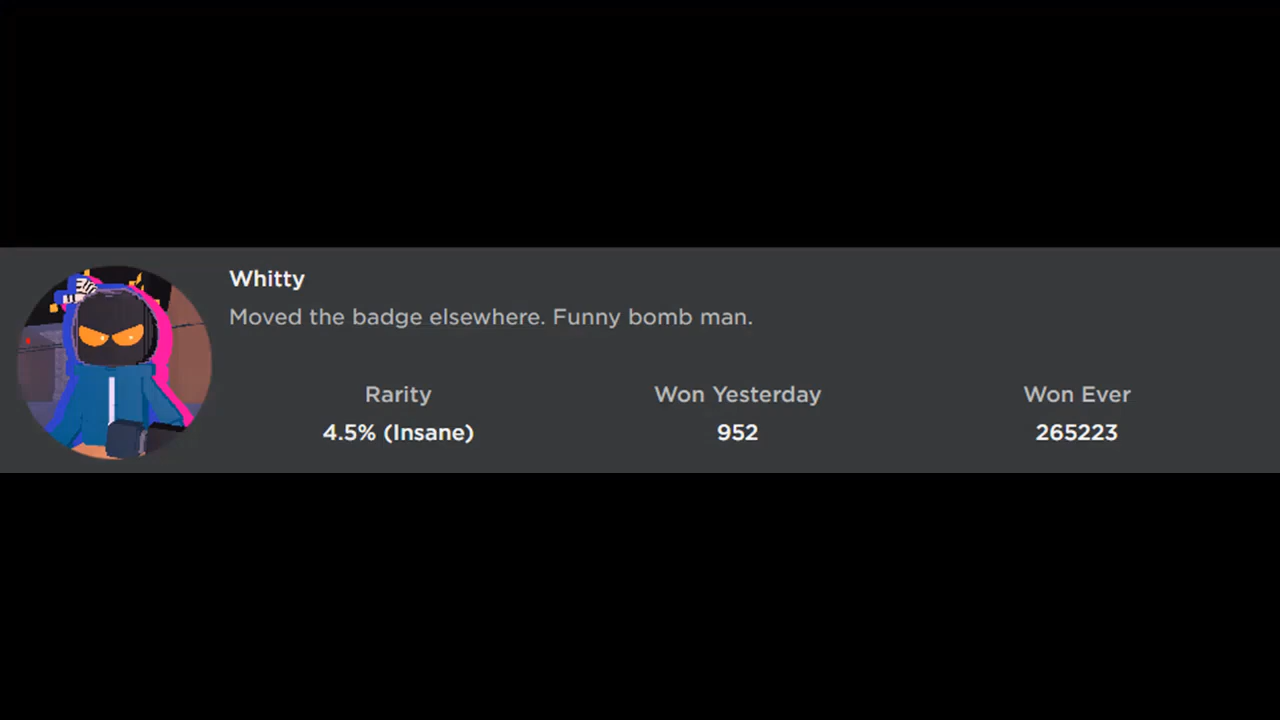 Whitty
Moved the badge elsewhere. Funny bomb man.
Rarity Won Yesterday Won Ever
4.5% (Insane) 952 265223